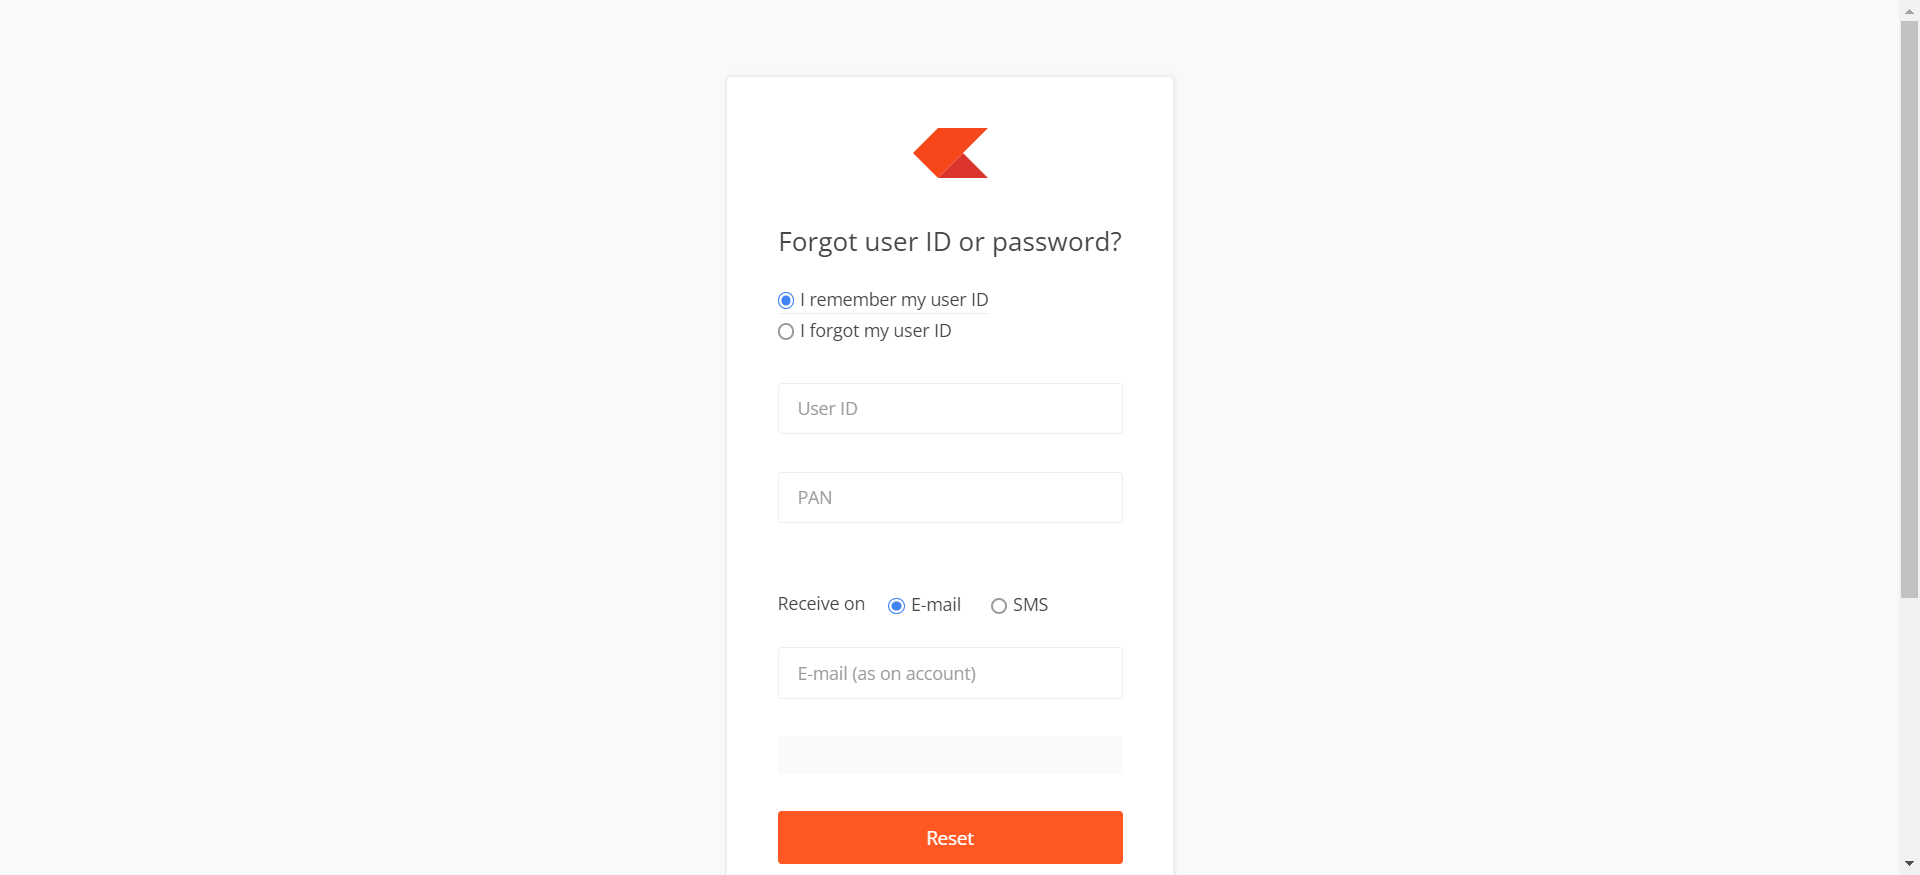 Forgot user ID or password?
I remember my user ID
I forgot my user ID
User ID
PAN
Receive on E-mail SMS
E-mail (as on account)
Reset